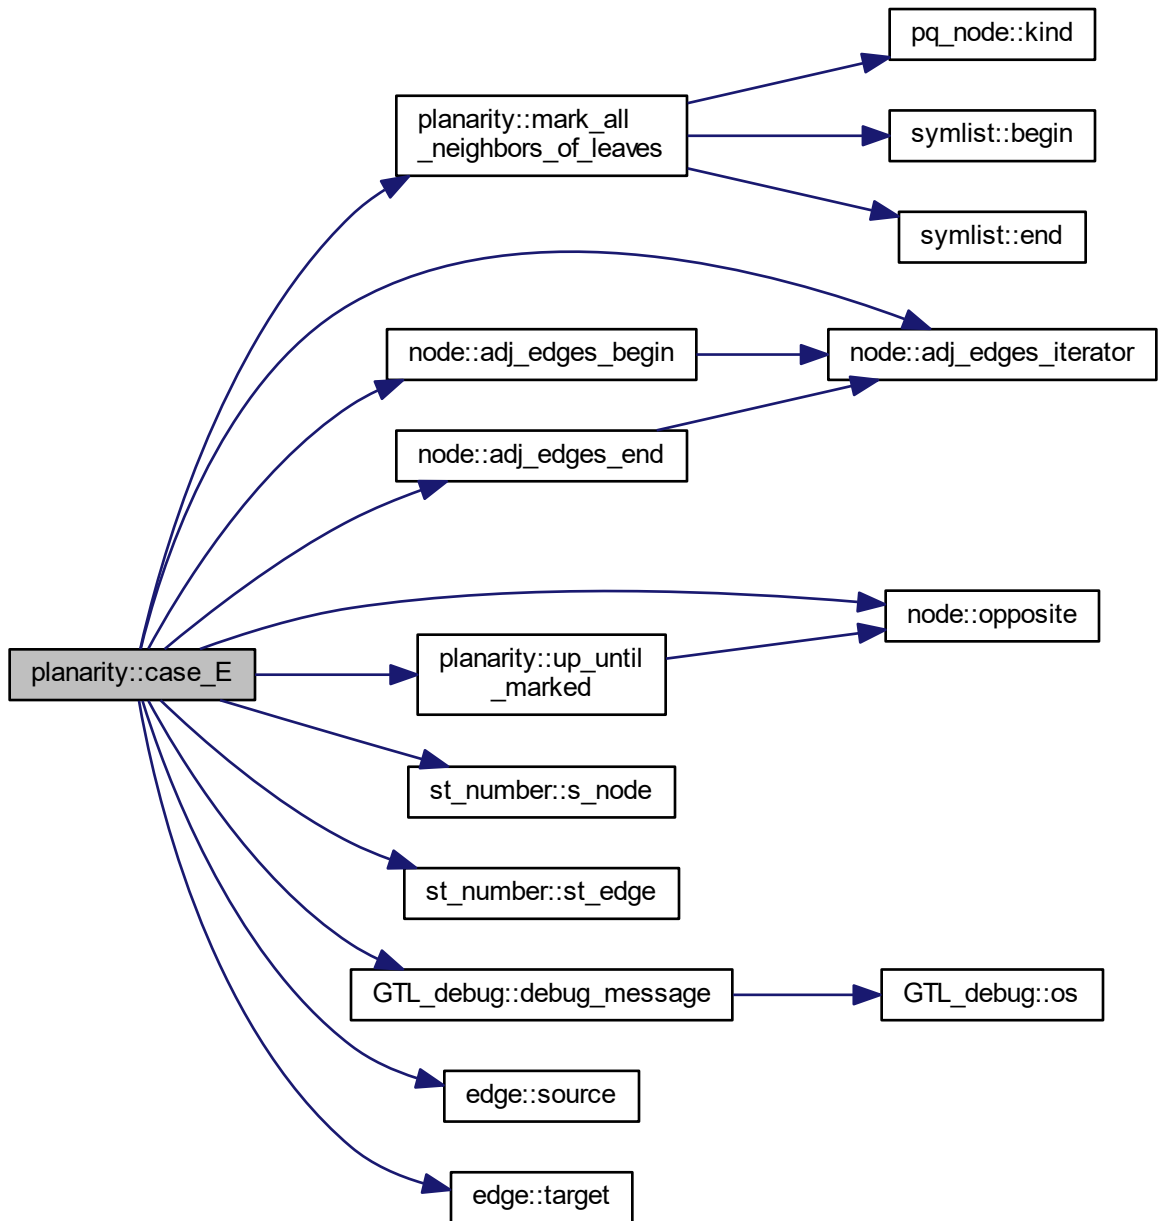 pq_node::kind
planarity::mark_all
_neighbors_of_leaves
symlist::begin
symlist::end
node::adj_edges_begin
node::adj_edges_iterator
node::adj_edges_end
node::opposite
planarity::up_until
_marked
planarity::case_E
st_number::s_node
st_number::st_edge
GTL_debug::debug_message
GTL_debug::os
edge::source
edge::target